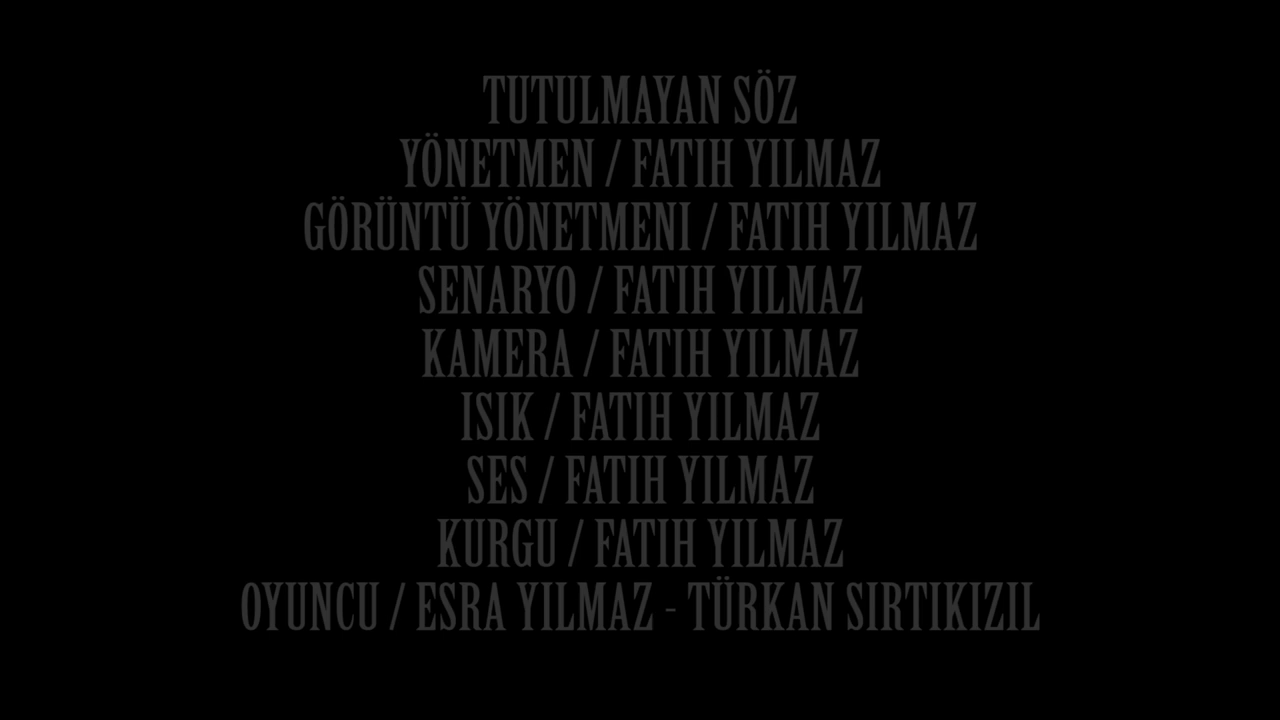 TUTULMAYAN SÖZ
YÖNETMEN / FATIH YILMAZ
GÖRÜNTÜ YÖNETMENI / FATIH YILMAZ
SENARYO / FATIH YILMAZ
KAMERA / FATIH YILMAZ
ISIK / FATIH YILMAZ
SES / FATIH YILMAZ
KURGU / FATIH YILMAZ
OYUNCU / ESRA YILMAZ - TÜRKAN SIRTIKIZIL